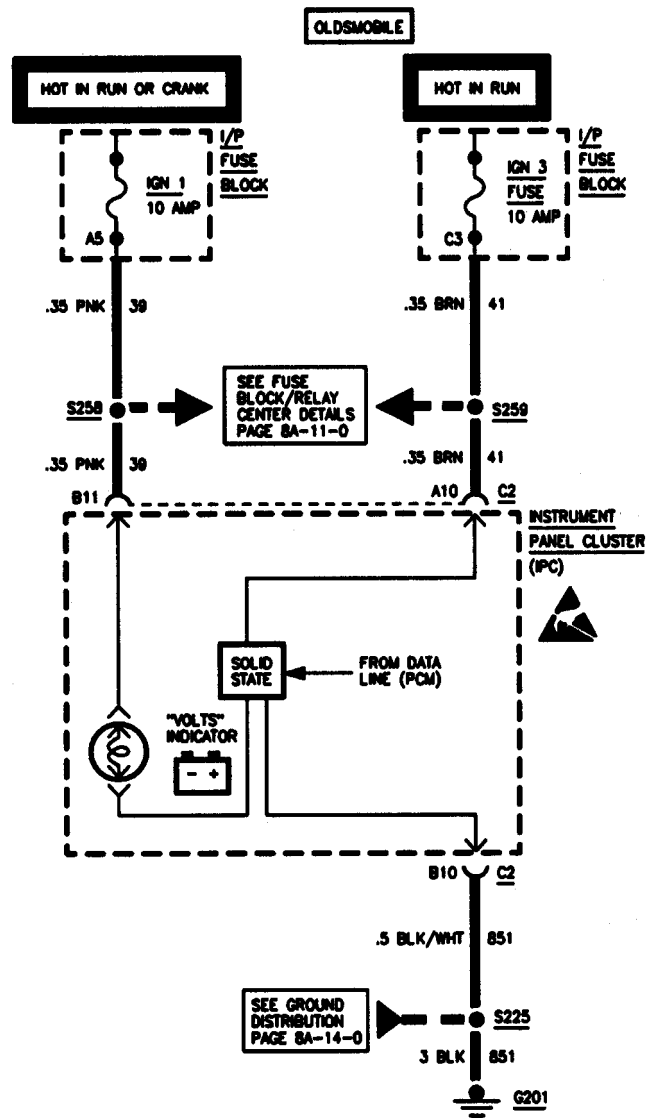 OLDSMOBILE
HOT IN RUN OR CRANK
HOT IN RUN
I/P
FUSE
BLOCK
IGN 1
10 AMP
A5
I/P
FUSE
BLOCK
IGN 3
FUSE
10 AMP
C3
.35 PNK 39
.35 BRN 41
S258
SEE FUSE
BLOCK/RELAY
CENTER DETAILS
PAGE 8A-11-0
S259
.35 PNK 39
.35 BRN 41
B11
A10 C2
INSTRUMENT
PANEL CLUSTER
(IPC)
SOLID
STATE
FROM DATA
LINE (PCM)
"VOLTS"
INDICATOR
- +
B10 C2
.5 BLK/WHT 851
SEE GROUND
DISTRIBUTION
PAGE 8A-14-0
S225
3 BLK 851
G201